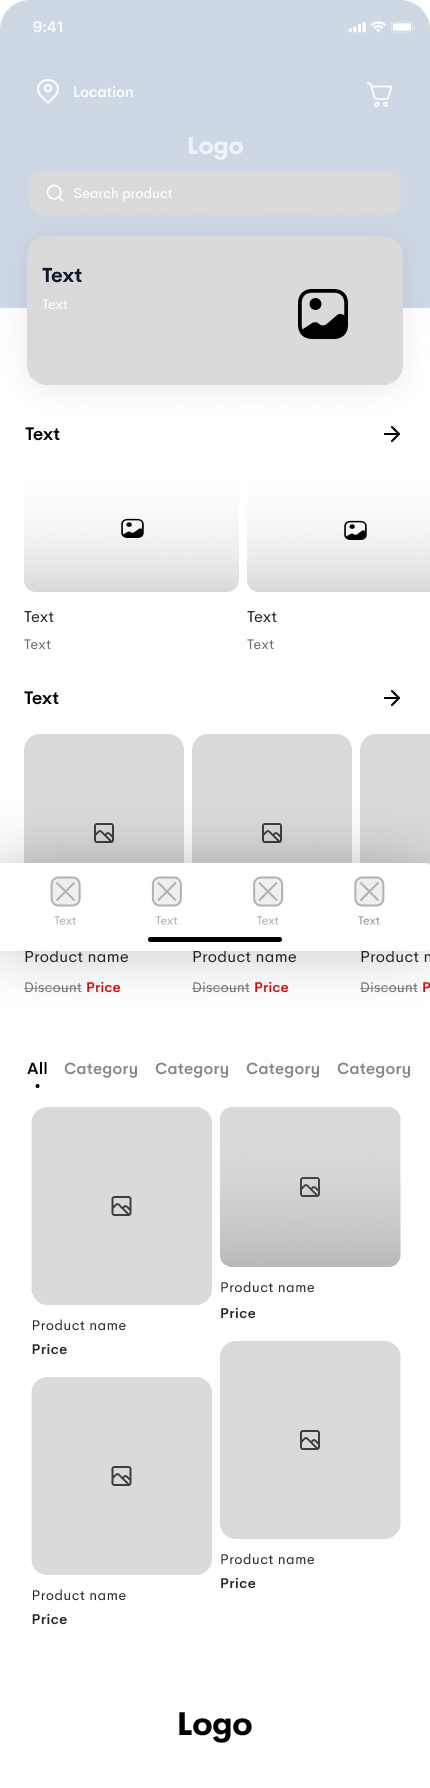 9:41
Location
Logo
Search product
Text
Text
Text
Text Text
Text Text
Text
Text Text Text Text
Product name Product name Product n
Discount Price Discount Price Discount P
All Category Category Category Category
Product name
Price
Product name
Price
Product name
Price
Product name
Price
Logo